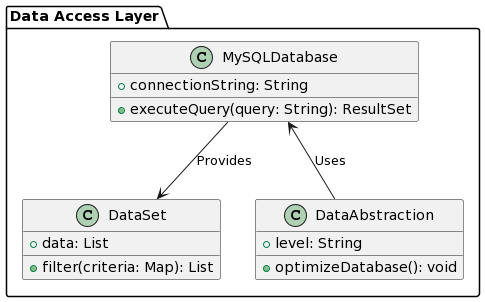 Data Access Layer
C MySQLDatabase
connectionString: String
executeQuery(query: String): ResultSet
Provides
Uses
C DataSet
data: List
filter(criteria: Map): List
C DataAbstraction
level: String
optimizeDatabase(): void